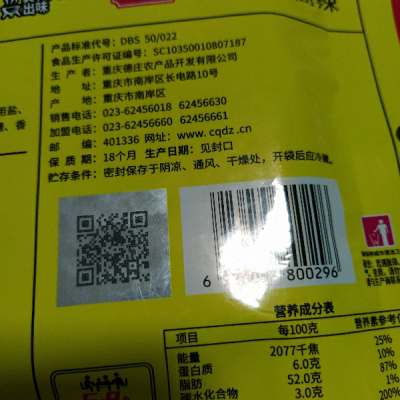 出味
辣
产品标准代号：DBS 50/022
食品生产许可证编号：SC10350010807187
生 产 者：重庆德庄农产品开发有限公司
地 址：重庆市南岸区长电路10号
产 地：重庆市南岸区
销售电话：023-62456018 62456630
加盟电话：023-62456660 62456661
邮 编：401336 网址：www.cqdz.cn
保 质 期：18个月 生产日期：见封口
贮存条件：密封保存于阴凉、通风、干燥处，开袋后应冷藏。
用盐、
香
6 800296
营养成分表
项目 每100克 营养素参考值
能量 2077千焦 25%
蛋白质 6.0克 10%
脂肪 52.0克 87%
碳水化合物 3.0克 1%
200%